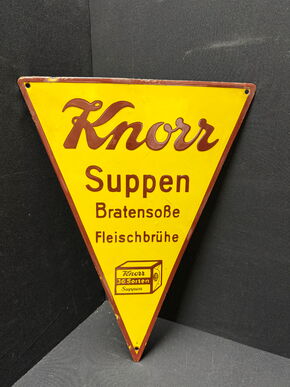 Knorr
Suppen
Bratensoße
Fleischbrühe
Knorr
36 Sorten
Suppen